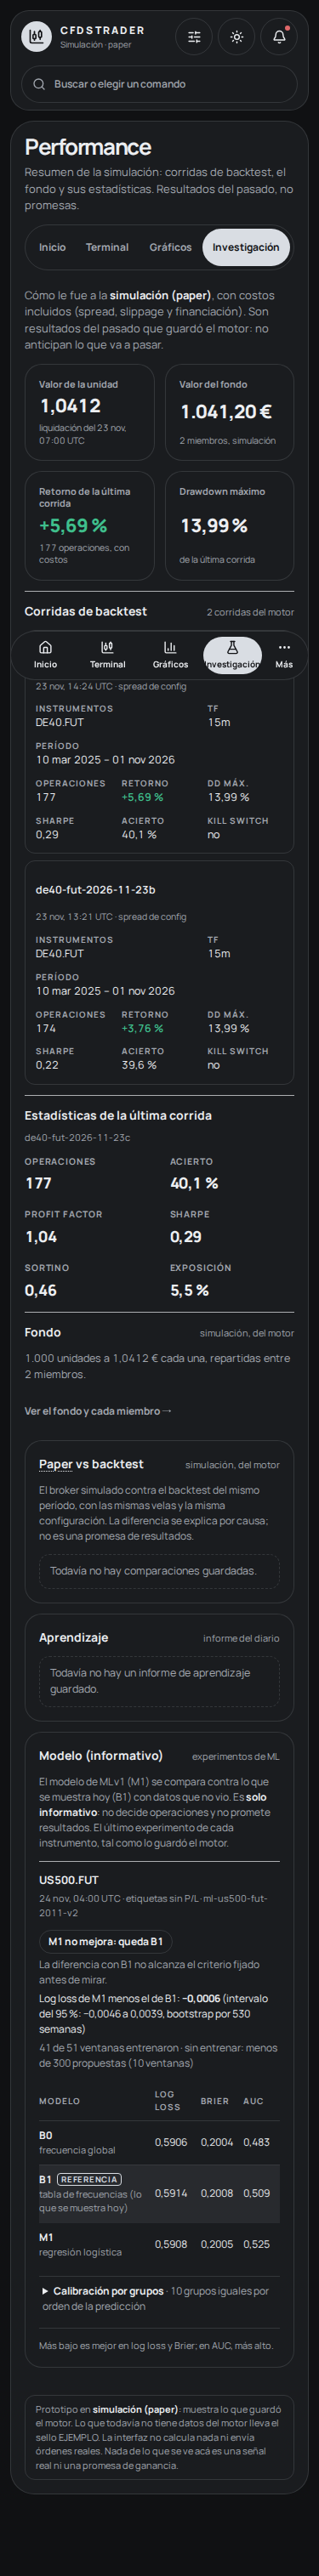 CFDSTRADER
Simulación · paper
Buscar o elegir un comando
Performance
Resumen de la simulación: corridas de backtest, el
fondo y sus estadísticas. Resultados del pasado, no
promesas.
Inicio Terminal Gráficos Investigación
Cómo le fue a la simulación (paper), con costos
incluidos (spread, slippage y financiación). Son
resultados del pasado que guardó el motor: no
anticipan lo que va a pasar.
Valor de la unidad
1,0412
liquidación del 23 nov,
07:00 UTC
Valor del fondo
1.041,20 €
2 miembros, simulación
Retorno de la última
corrida
+5,69 %
177 operaciones, con
costos
Drawdown máximo
13,99 %
de la última corrida
Corridas de backtest 2 corridas del motor
Inicio Terminal Gráficos Investigación Más
23 nov, 14:24 UTC · spread de config
INSTRUMENTOS TF
DE40.FUT 15m
PERÍODO
10 mar 2025 – 01 nov 2026
OPERACIONES RETORNO DD MÁX.
177 +5,69 % 13,99 %
SHARPE ACIERTO KILL SWITCH
0,29 40,1 % no
de40-fut-2026-11-23b
23 nov, 13:21 UTC · spread de config
INSTRUMENTOS TF
DE40.FUT 15m
PERÍODO
10 mar 2025 – 01 nov 2026
OPERACIONES RETORNO DD MÁX.
174 +3,76 % 13,99 %
SHARPE ACIERTO KILL SWITCH
0,22 39,6 % no
Estadísticas de la última corrida
de40-fut-2026-11-23c
OPERACIONES ACIERTO
177 40,1 %
PROFIT FACTOR SHARPE
1,04 0,29
SORTINO EXPOSICIÓN
0,46 5,5 %
Fondo simulación, del motor
1.000 unidades a 1,0412 € cada una, repartidas entre
2 miembros.
Ver el fondo y cada miembro →
Paper vs backtest simulación, del motor
El broker simulado contra el backtest del mismo
período, con las mismas velas y la misma
configuración. La diferencia se explica por causa;
no es una promesa de resultados.
Todavía no hay comparaciones guardadas.
Aprendizaje informe del diario
Todavía no hay un informe de aprendizaje
guardado.
Modelo (informativo) experimentos de ML
El modelo de ML v1 (M1) se compara contra lo que
se muestra hoy (B1) con datos que no vio. Es solo
informativo: no decide operaciones y no promete
resultados. El último experimento de cada
instrumento, tal como lo guardó el motor.
US500.FUT
24 nov, 04:00 UTC · etiquetas sin P/L · ml-us500-fut-
2011-v2
M1 no mejora: queda B1
La diferencia con B1 no alcanza el criterio fijado
antes de mirar.
Log loss de M1 menos el de B1: −0,0006 (intervalo
del 95 %: −0,0046 a 0,0039, bootstrap por 530
semanas)
41 de 51 ventanas entrenaron · sin entrenar: menos
de 300 propuestas (10 ventanas)
MODELO LOG LOSS BRIER AUC
B0
frecuencia global 0,5906 0,2004 0,483
B1 REFERENCIA
tabla de frecuencias (lo
que se muestra hoy) 0,5914 0,2008 0,509
M1
regresión logística 0,5908 0,2005 0,525
▶ Calibración por grupos · 10 grupos iguales por
orden de la predicción
Más bajo es mejor en log loss y Brier; en AUC, más alto.
Prototipo en simulación (paper): muestra lo que guardó
el motor. Lo que todavía no tiene datos del motor lleva el
sello EJEMPLO. La interfaz no calcula nada ni envía
órdenes reales. Nada de lo que se ve acá es una señal
real ni una promesa de ganancia.